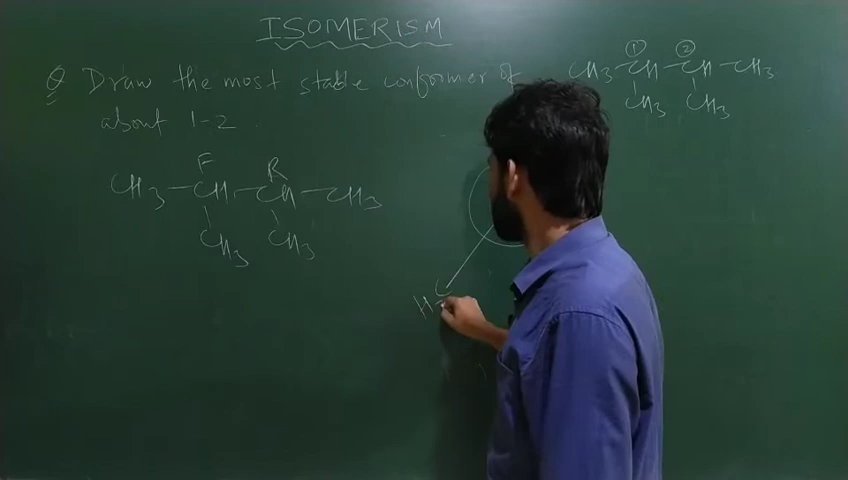 ISOMERISM
Q Draw the most stable conformer of CH3-CH-CH-CH3
① ②
CH3 CH3
about 1-2
F R
CH3-CH-CH-CH3
CH3 CH3
H